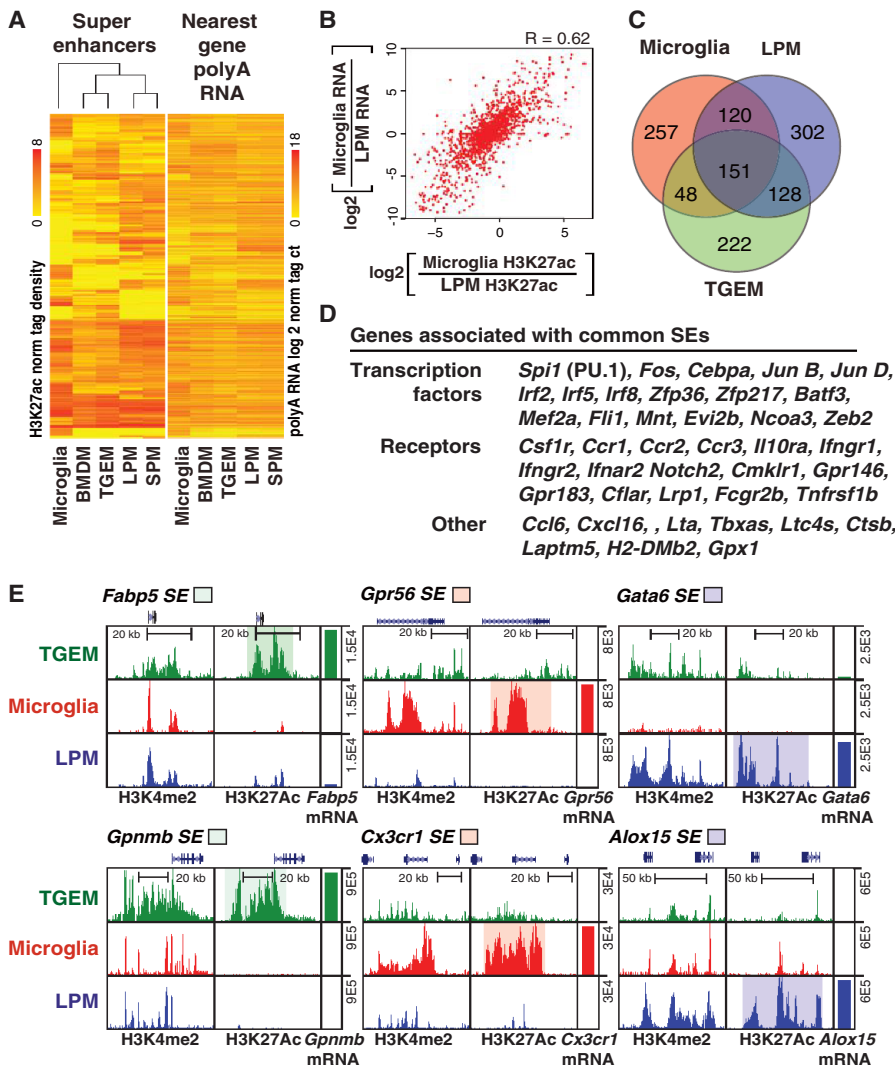 A
Super
enhancers
Nearest
gene
polyA
RNA
H3K27ac norm tag density
0 8
polyA RNA log 2 norm tag ct
0 18
Microglia
BMDM
TGEM
LPM
SPM
Microglia
BMDM
TGEM
LPM
SPM
B
R = 0.62
log2 [Microglia RNA / LPM RNA]
10
5
0
-5
-10
−5 0 5
log2 [Microglia H3K27ac / LPM H3K27ac]
C
Microglia LPM
120
257 302
151
48 128
222
TGEM
D
Genes associated with common SEs
Transcription factors
Spi1 (PU.1), Fos, Cebpa, Jun B, Jun D,
Irf2, Irf5, Irf8, Zfp36, Zfp217, Batf3,
Mef2a, Fli1, Mnt, Evi2b, Ncoa3, Zeb2
Receptors
Csf1r, Ccr1, Ccr2, Ccr3, Il10ra, Ifngr1,
Ifngr2, Ifnar2 Notch2, Cmklr1, Gpr146,
Gpr183, Cflar, Lrp1, Fcgr2b, Tnfrsf1b
Other
Ccl6, Cxcl16, , Lta, Tbxas, Ltc4s, Ctsb,
Laptm5, H2-DMb2, Gpx1
E
Fabp5 SE
Gpr56 SE
Gata6 SE
TGEM
Microglia
LPM
20 kb 20 kb
1.5E4
1.5E4
1.5E4
20 kb 20 kb
8E3
8E3
8E3
20 kb 20 kb
2.5E3
2.5E3
2.5E3
H3K4me2 H3K27Ac Fabp5 mRNA
H3K4me2 H3K27Ac Gpr56 mRNA
H3K4me2 H3K27Ac Gata6 mRNA
Gpnmb SE
Cx3cr1 SE
Alox15 SE
TGEM
Microglia
LPM
20 kb 20 kb
9E5
9E5
9E5
20 kb 20 kb
3E4
3E4
3E4
50 kb 50 kb
6E5
6E5
6E5
H3K4me2 H3K27Ac Gpnmb mRNA
H3K4me2 H3K27Ac Cx3cr1 mRNA
H3K4me2 H3K27Ac Alox15 mRNA